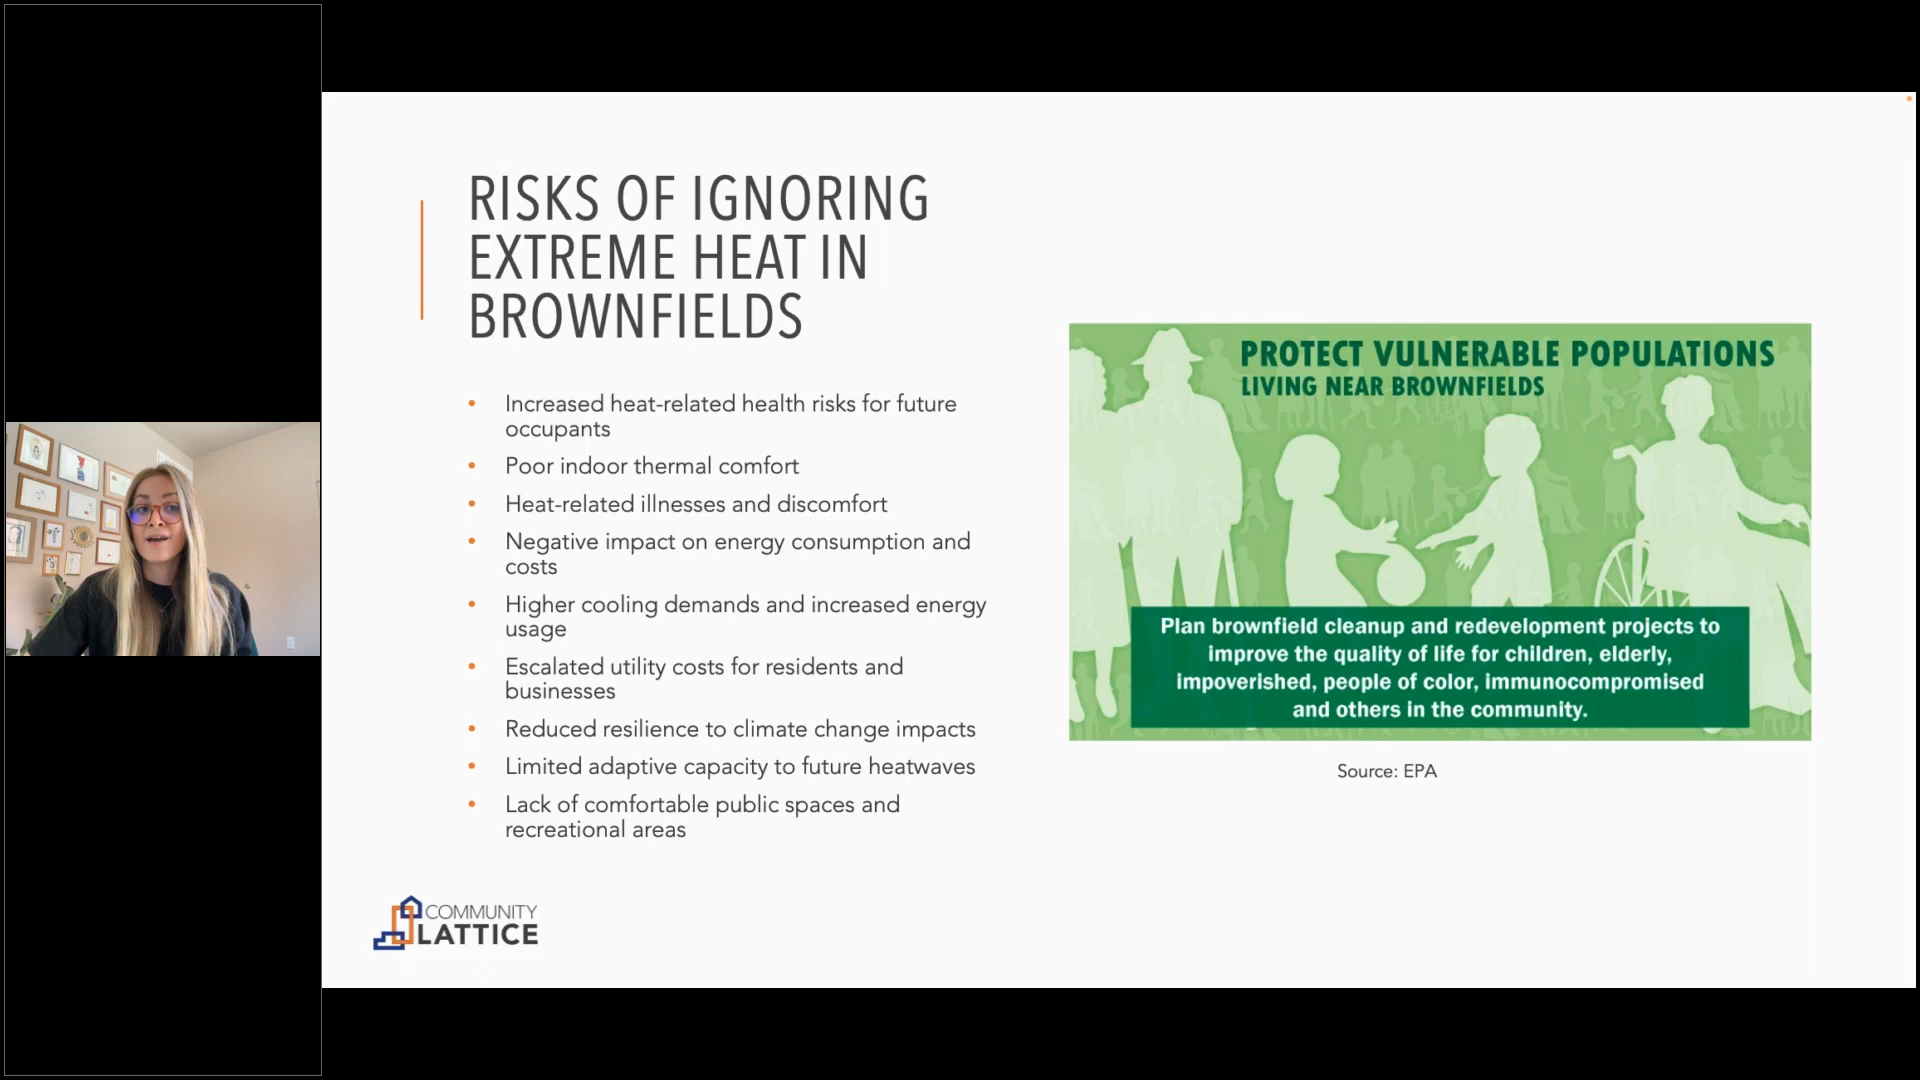 RISKS OF IGNORING
EXTREME HEAT IN
BROWNFIELDS
• Increased heat-related health risks for future
occupants
• Poor indoor thermal comfort
• Heat-related illnesses and discomfort
• Negative impact on energy consumption and
costs
• Higher cooling demands and increased energy
usage
• Escalated utility costs for residents and
businesses
• Reduced resilience to climate change impacts
• Limited adaptive capacity to future heatwaves
• Lack of comfortable public spaces and
recreational areas
PROTECT VULNERABLE POPULATIONS
LIVING NEAR BROWNFIELDS
Plan brownfield cleanup and redevelopment projects to
improve the quality of life for children, elderly,
impoverished, people of color, immunocompromised
and others in the community.
Source: EPA
COMMUNITY
LATTICE